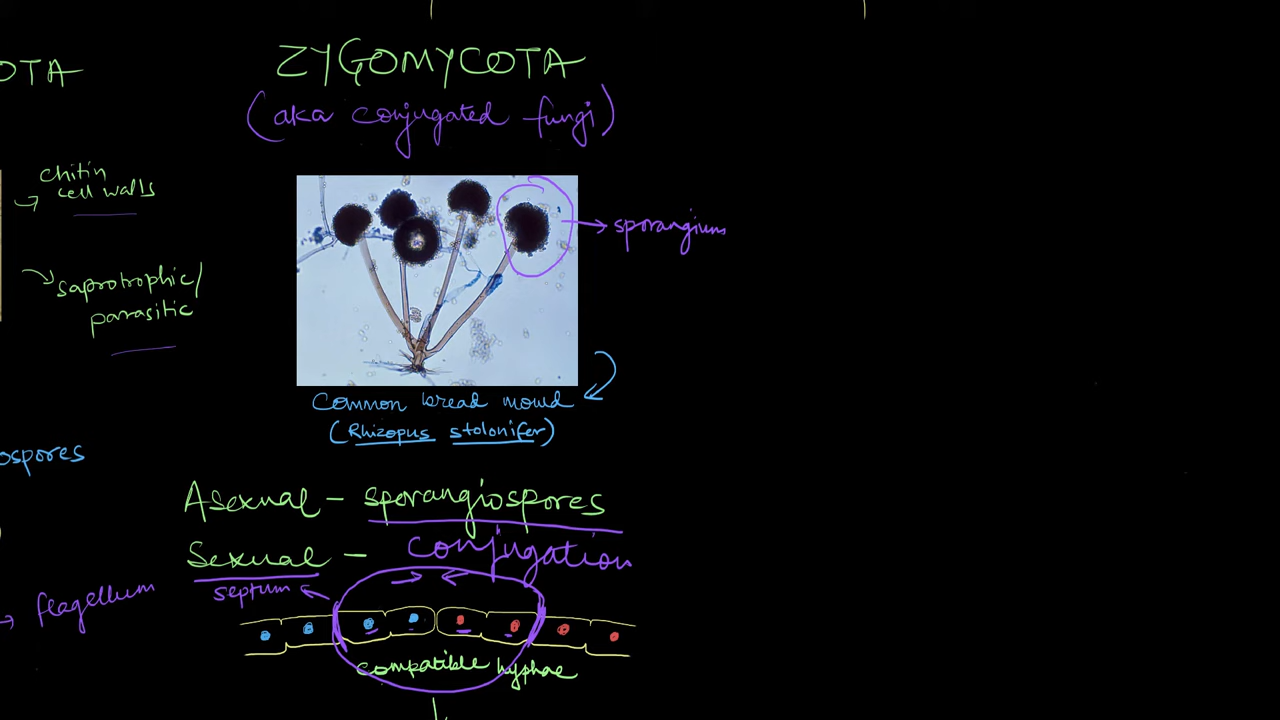 OTA
ZYGOMYCOTA
(aka conjugated fungi)
chitin
cell walls
saprotrophic/
parasitic
sporangium
Common bread mould
(Rhizopus stolonifer)
ospores
Asexual - sporangiospores
Sexual - conjugation
septum
flagellum
compatible hyphae